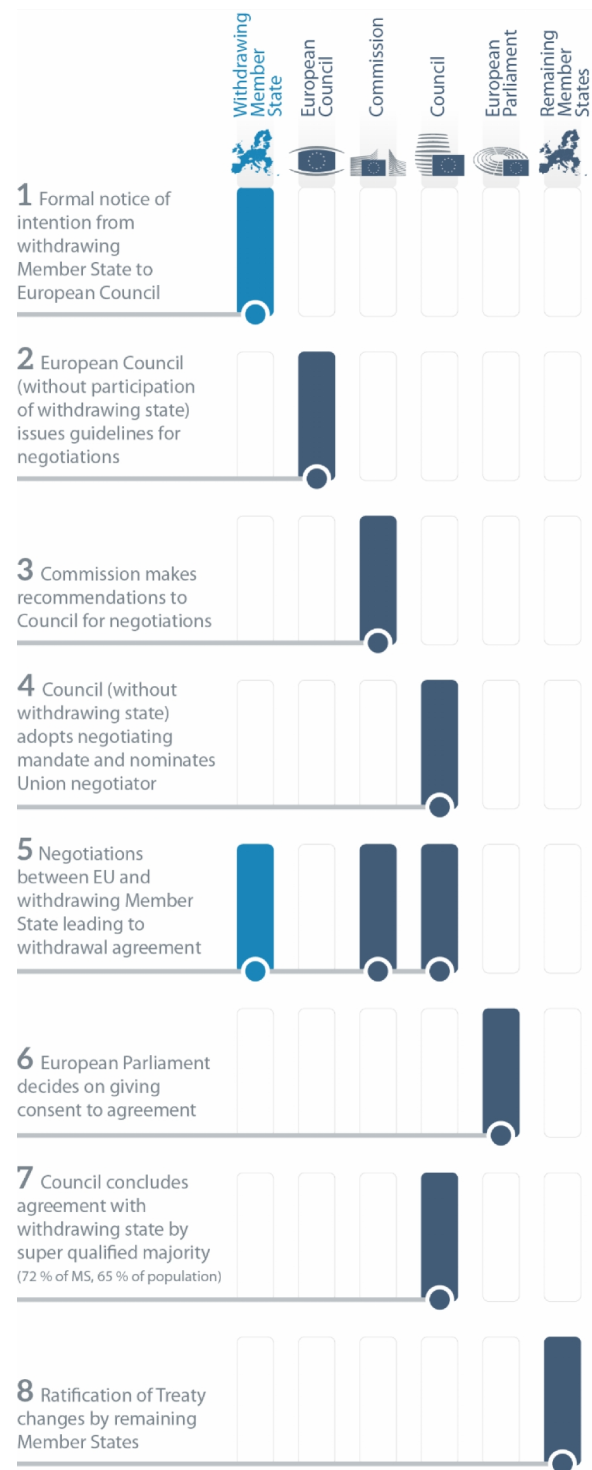 Withdrawing
Member
State
European
Council
Commission
Council
European
Parliament
Remaining
Member
States
1 Formal notice of
intention from
withdrawing
Member State to
European Council
2 European Council
(without participation
of withdrawing state)
issues guidelines for
negotiations
3 Commission makes
recommendations to
Council for negotiations
4 Council (without
withdrawing state)
adopts negotiating
mandate and nominates
Union negotiator
5 Negotiations
between EU and
withdrawing Member
State leading to
withdrawal agreement
6 European Parliament
decides on giving
consent to agreement
7 Council concludes
agreement with
withdrawing state by
super qualified majority
(72 % of MS, 65 % of population)
8 Ratification of Treaty
changes by remaining
Member States